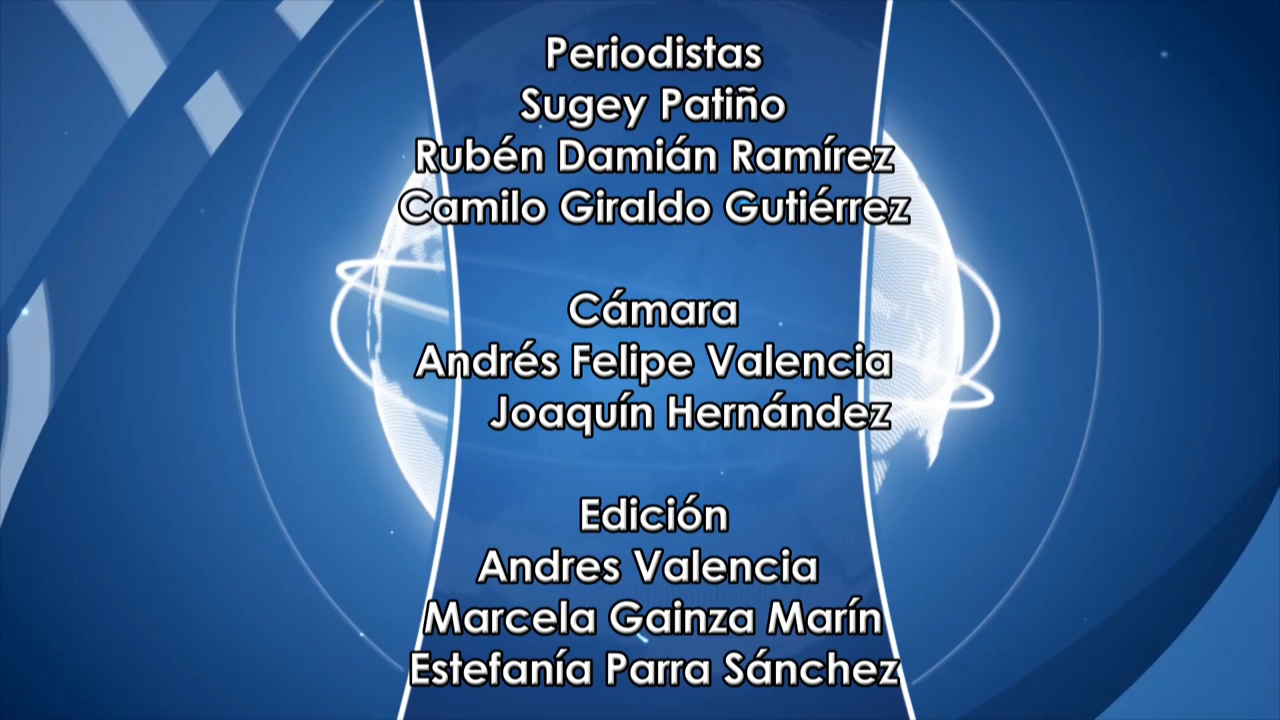 Periodistas
Sugey Patiño
Rubén Damián Ramírez
Camilo Giraldo Gutiérrez
Cámara
Andrés Felipe Valencia
Joaquín Hernández
Edición
Andres Valencia
Marcela Gainza Marín
Estefanía Parra Sánchez